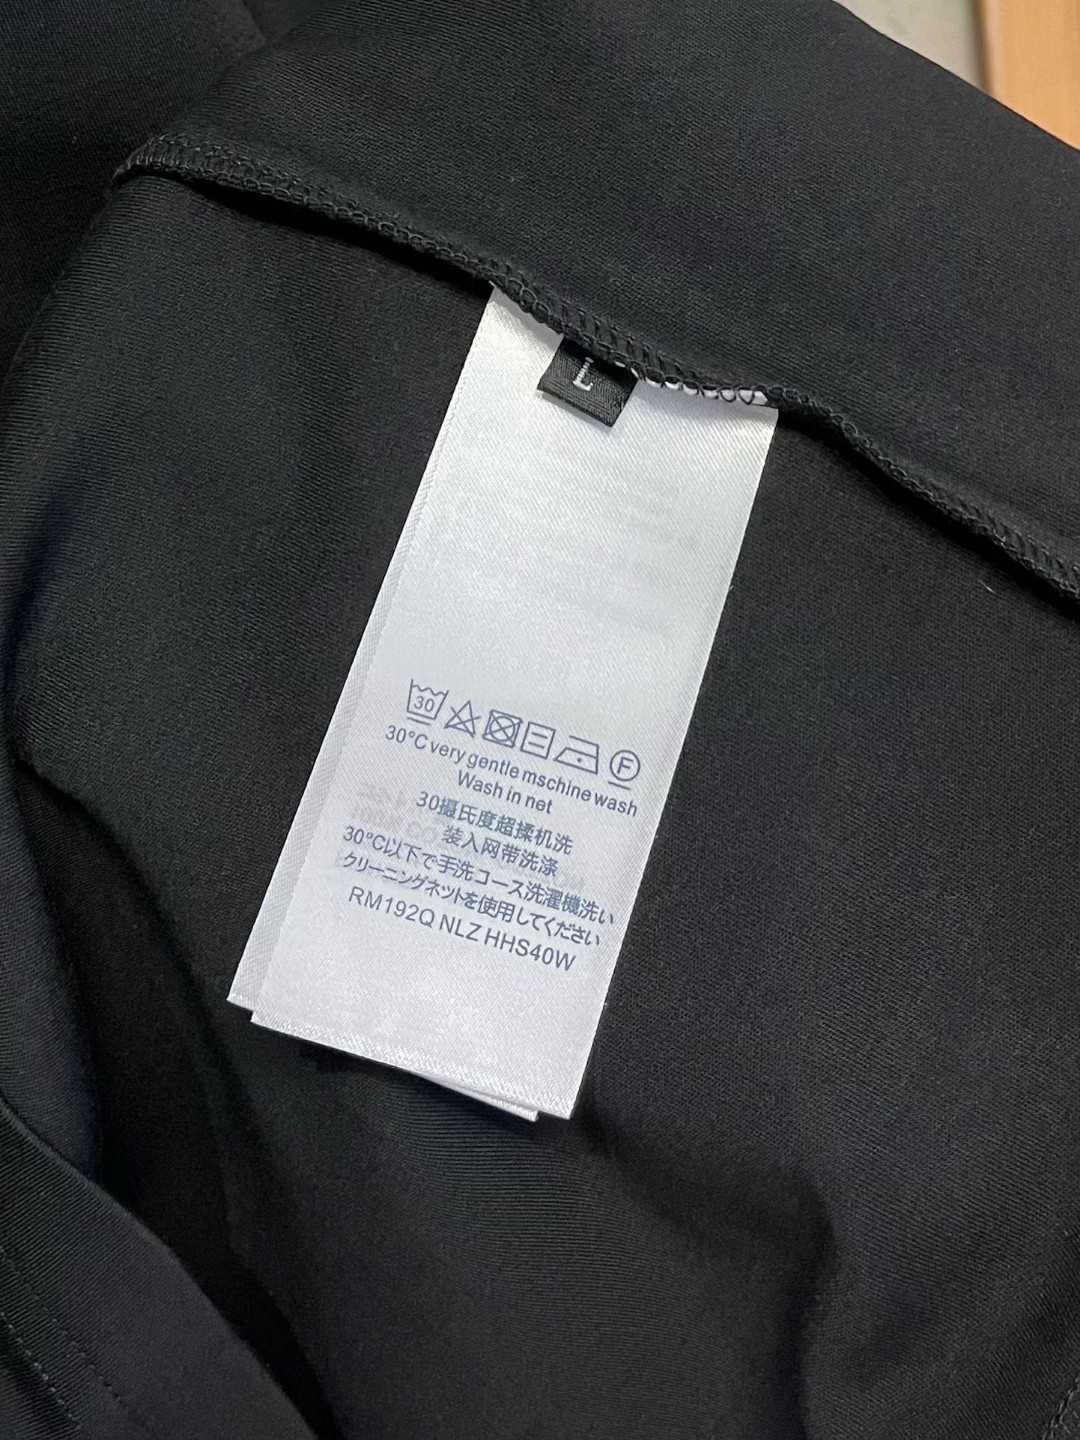 L
30
F
30°C very gentle mschine wash
Wash in net
30摄氏度超揉机洗
装入网带洗涤
30°C以下で手洗コース洗濯機洗い
クリーニングネットを使用してください
RM192Q NLZ HHS40W